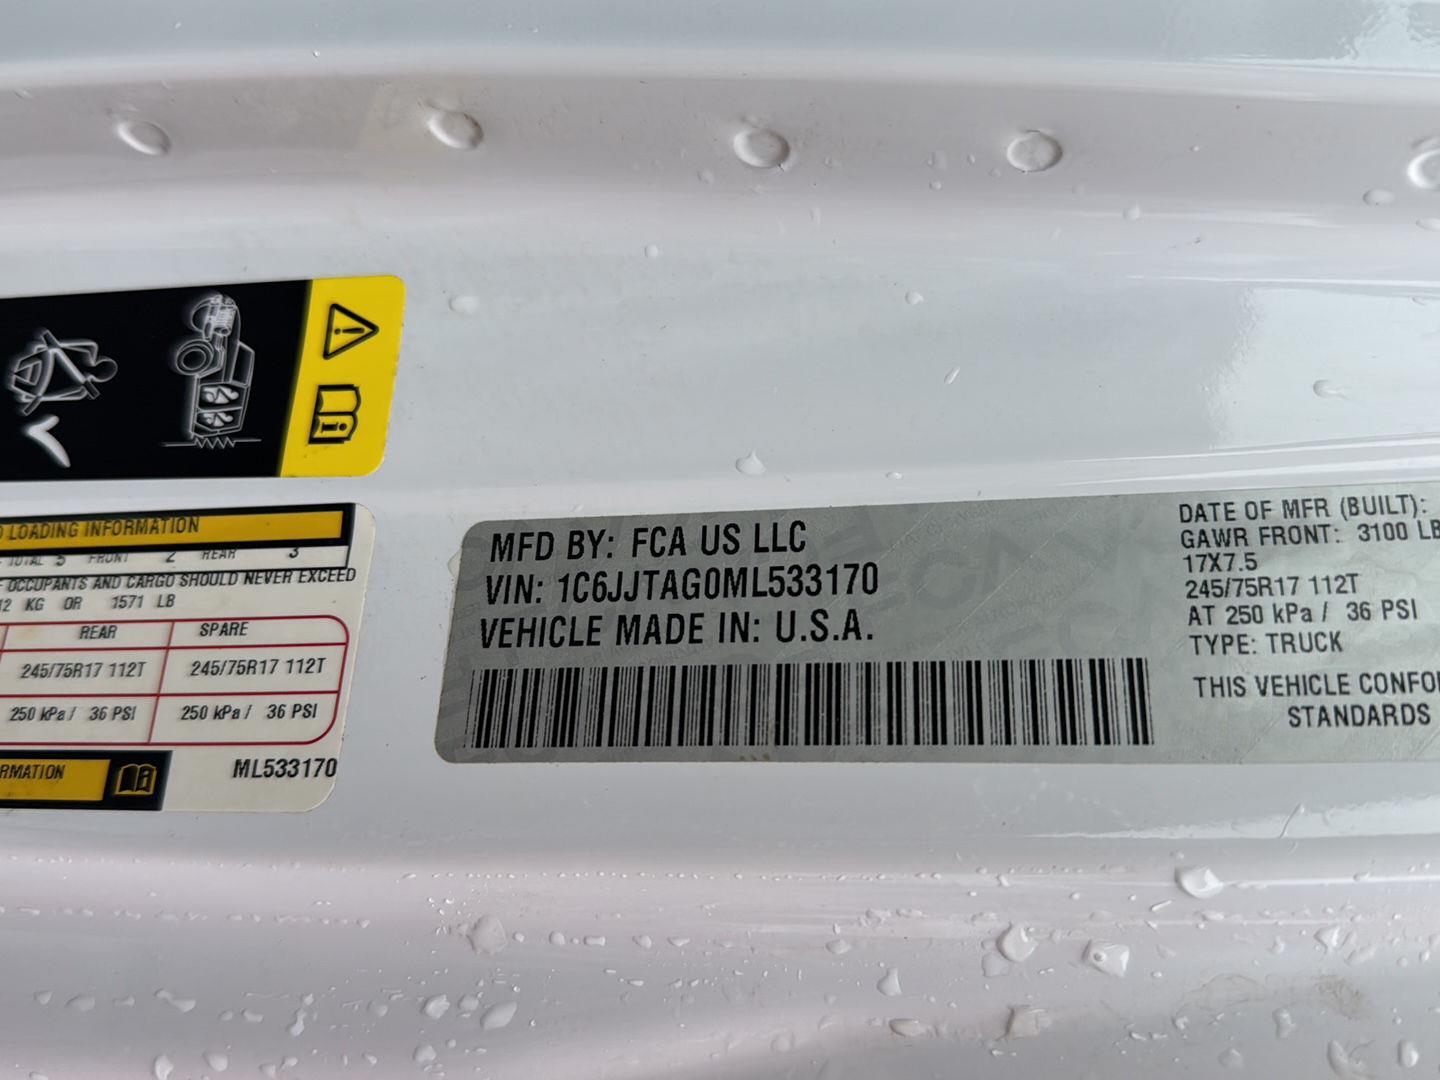 LOADING INFORMATION
TOTAL 5 FRONT 2 REAR 3
OCCUPANTS AND CARGO SHOULD NEVER EXCEED
KG OR 1571 LB
REAR SPARE
245/75R17 112T 245/75R17 112T
250 kPa / 36 PSI 250 kPa / 36 PSI
ML533170
MFD BY: FCA US LLC
VIN: 1C6JJTAG0ML533170
VEHICLE MADE IN: U.S.A.
DATE OF MFR (BUILT):
GAWR FRONT: 3100 LB
17X7.5
245/75R17 112T
AT 250 kPa / 36 PSI
TYPE: TRUCK
THIS VEHICLE
STANDARDS